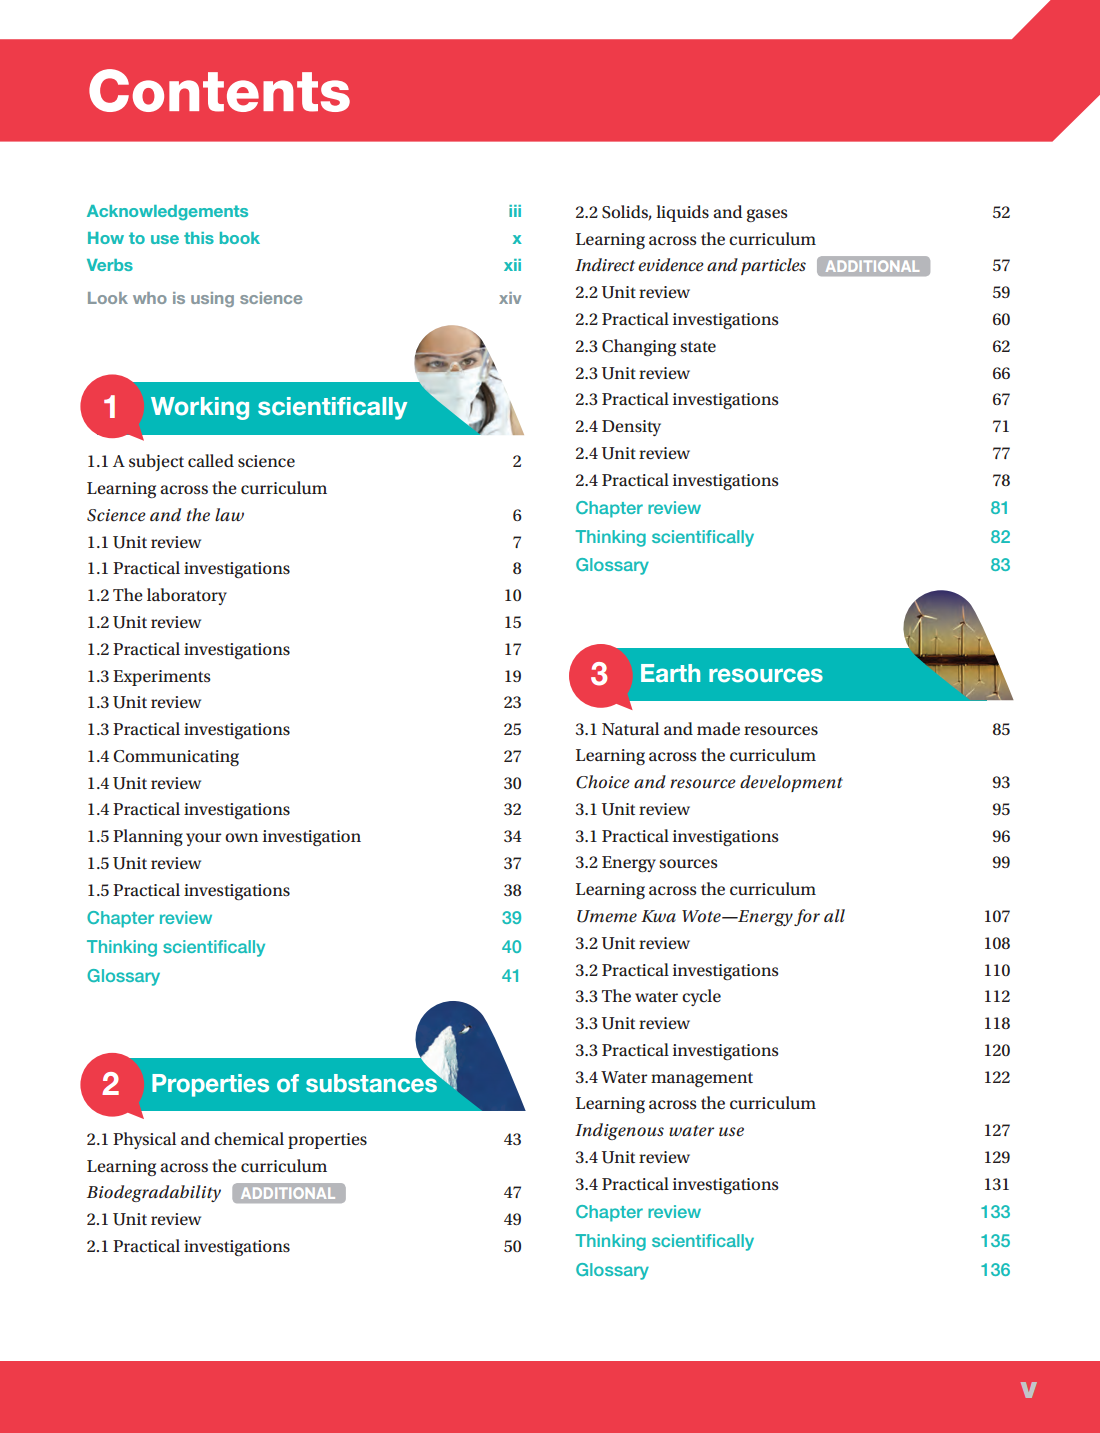 Contents
Acknowledgements iii
How to use this book x
Verbs xii
Look who is using science xiv
1 Working scientifically
1.1 A subject called science 2
Learning across the curriculum
Science and the law 6
1.1 Unit review 7
1.1 Practical investigations 8
1.2 The laboratory 10
1.2 Unit review 15
1.2 Practical investigations 17
1.3 Experiments 19
1.3 Unit review 23
1.3 Practical investigations 25
1.4 Communicating 27
1.4 Unit review 30
1.4 Practical investigations 32
1.5 Planning your own investigation 34
1.5 Unit review 37
1.5 Practical investigations 38
Chapter review 39
Thinking scientifically 40
Glossary 41
2 Properties of substances
2.1 Physical and chemical properties 43
Learning across the curriculum
Biodegradability ADDITIONAL 47
2.1 Unit review 49
2.1 Practical investigations 50
2.2 Solids, liquids and gases 52
Learning across the curriculum
Indirect evidence and particles ADDITIONAL 57
2.2 Unit review 59
2.2 Practical investigations 60
2.3 Changing state 62
2.3 Unit review 66
2.3 Practical investigations 67
2.4 Density 71
2.4 Unit review 77
2.4 Practical investigations 78
Chapter review 81
Thinking scientifically 82
Glossary 83
3 Earth resources
3.1 Natural and made resources 85
Learning across the curriculum
Choice and resource development 93
3.1 Unit review 95
3.1 Practical investigations 96
3.2 Energy sources 99
Learning across the curriculum
Umeme Kwa Wote—Energy for all 107
3.2 Unit review 108
3.2 Practical investigations 110
3.3 The water cycle 112
3.3 Unit review 118
3.3 Practical investigations 120
3.4 Water management 122
Learning across the curriculum
Indigenous water use 127
3.4 Unit review 129
3.4 Practical investigations 131
Chapter review 133
Thinking scientifically 135
Glossary 136
v